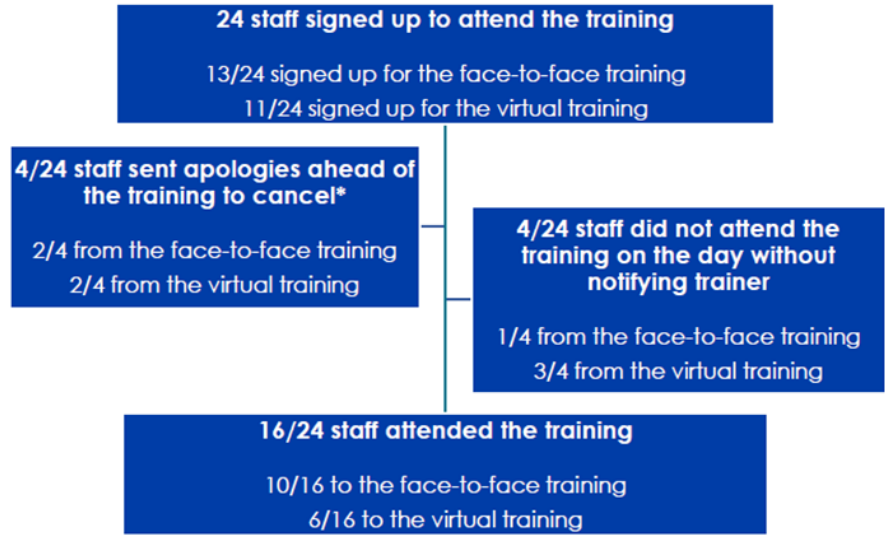 24 staff signed up to attend the training
13/24 signed up for the face-to-face training
11/24 signed up for the virtual training
4/24 staff sent apologies ahead of
the training to cancel*
2/4 from the face-to-face training
2/4 from the virtual training
4/24 staff did not attend the
training on the day without
notifying trainer
1/4 from the face-to-face training
3/4 from the virtual training
16/24 staff attended the training
10/16 to the face-to-face training
6/16 to the virtual training